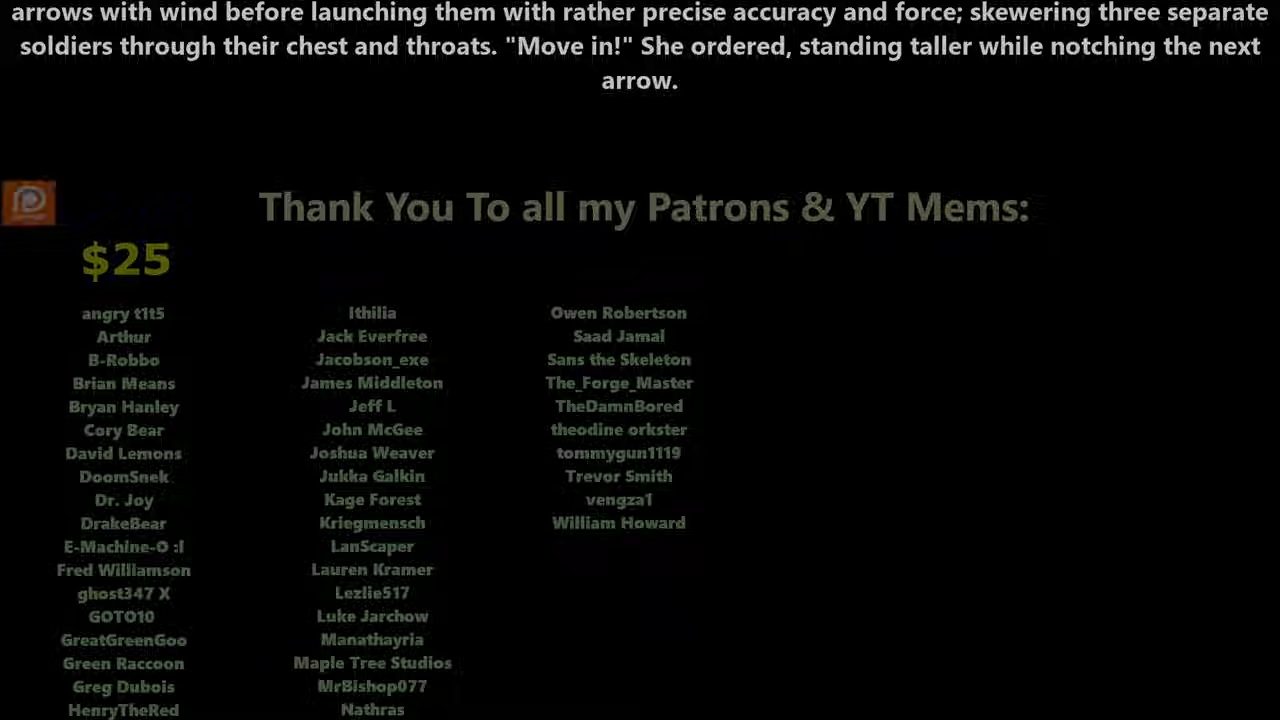 arrows with wind before launching them with rather precise accuracy and force; skewering three separate
soldiers through their chest and throats. "Move in!" She ordered, standing taller while notching the next
arrow.
Thank You To all my Patrons & YT Mems:
$25
angry t1t5
Arthur
B-Robbo
Brian Means
Bryan Hanley
Cory Bear
David Lemons
DoomSnek
Dr. Joy
DrakeBear
E-Machine-O :l
Fred Williamson
ghost347 X
GOTO10
GreatGreenGoo
Green Raccoon
Greg Dubois
HenryTheRed
Ithilia
Jack Everfree
Jacobson_exe
James Middleton
Jeff L
John McGee
Joshua Weaver
Jukka Galkin
Kage Forest
Kriegmensch
LanScaper
Lauren Kramer
Lezlie517
Luke Jarchow
Manathayria
Maple Tree Studios
MrBishop077
Nathras
Owen Robertson
Saad Jamal
Sans the Skeleton
The_Forge_Master
TheDamnBored
theodine orkster
tommygun1119
Trevor Smith
vengza1
William Howard